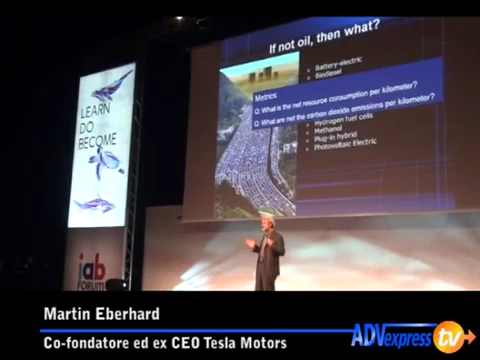 If not oil, then what?
Battery-electric
Biodiesel
Metrics
Q: What is the net resource consumption per kilometer?
Q: What are net the carbon dioxide emissions per kilometer?
Hydrogen fuel cells
Methanol
Plug-in hybrid
Photovoltaic Electric
LEARN
DO
BECOME
iab
FORUM
Martin Eberhard
Co-fondatore ed ex CEO Tesla Motors
ADVexpress tv